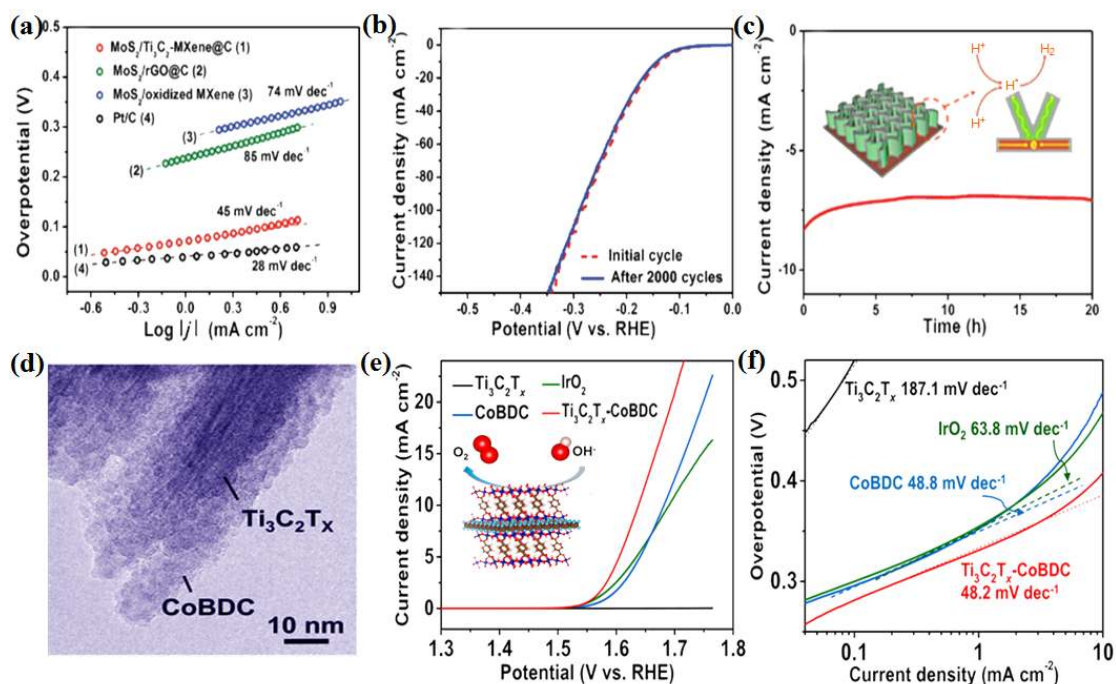 (a)
Overpotential (V)
0.5
0.4
0.3
0.2
0.1
0.0
MoS₂/Ti₃C₂-MXene@C (1)
MoS₂/rGO@C (2)
MoS₂/oxidized MXene (3)
Pt/C (4)
74 mV dec⁻¹
(3)
(2)
85 mV dec⁻¹
45 mV dec⁻¹
(1)
(4)
28 mV dec⁻¹
-0.6 -0.3 0.0 0.3 0.6 0.9
Log |j| (mA cm⁻²)
(b)
Current density (mA cm⁻²)
0
-20
-40
-60
-80
-100
-120
-140
Initial cycle
After 2000 cycles
-0.5 -0.4 -0.3 -0.2 -0.1 0.0
Potential (V vs. RHE)
(c)
Current density (mA cm⁻²)
0
-5
-10
H⁺
H₂
H*
H⁺
0 5 10 15 20
Time (h)
(d)
Ti₃C₂Tₓ
CoBDC
10 nm
(e)
Current density (mA cm⁻²)
20
15
10
5
0
Ti₃C₂Tₓ
IrO₂
CoBDC
Ti₃C₂Tₓ-CoBDC
O₂
OH⁻
1.3 1.4 1.5 1.6 1.7 1.8
Potential (V vs. RHE)
(f)
Overpotential (V)
0.5
0.4
0.3
Ti₃C₂Tₓ 187.1 mV dec⁻¹
IrO₂ 63.8 mV dec⁻¹
CoBDC 48.8 mV dec⁻¹
Ti₃C₂Tₓ-CoBDC
48.2 mV dec⁻¹
0.1 1 10
Current density (mA cm⁻²)